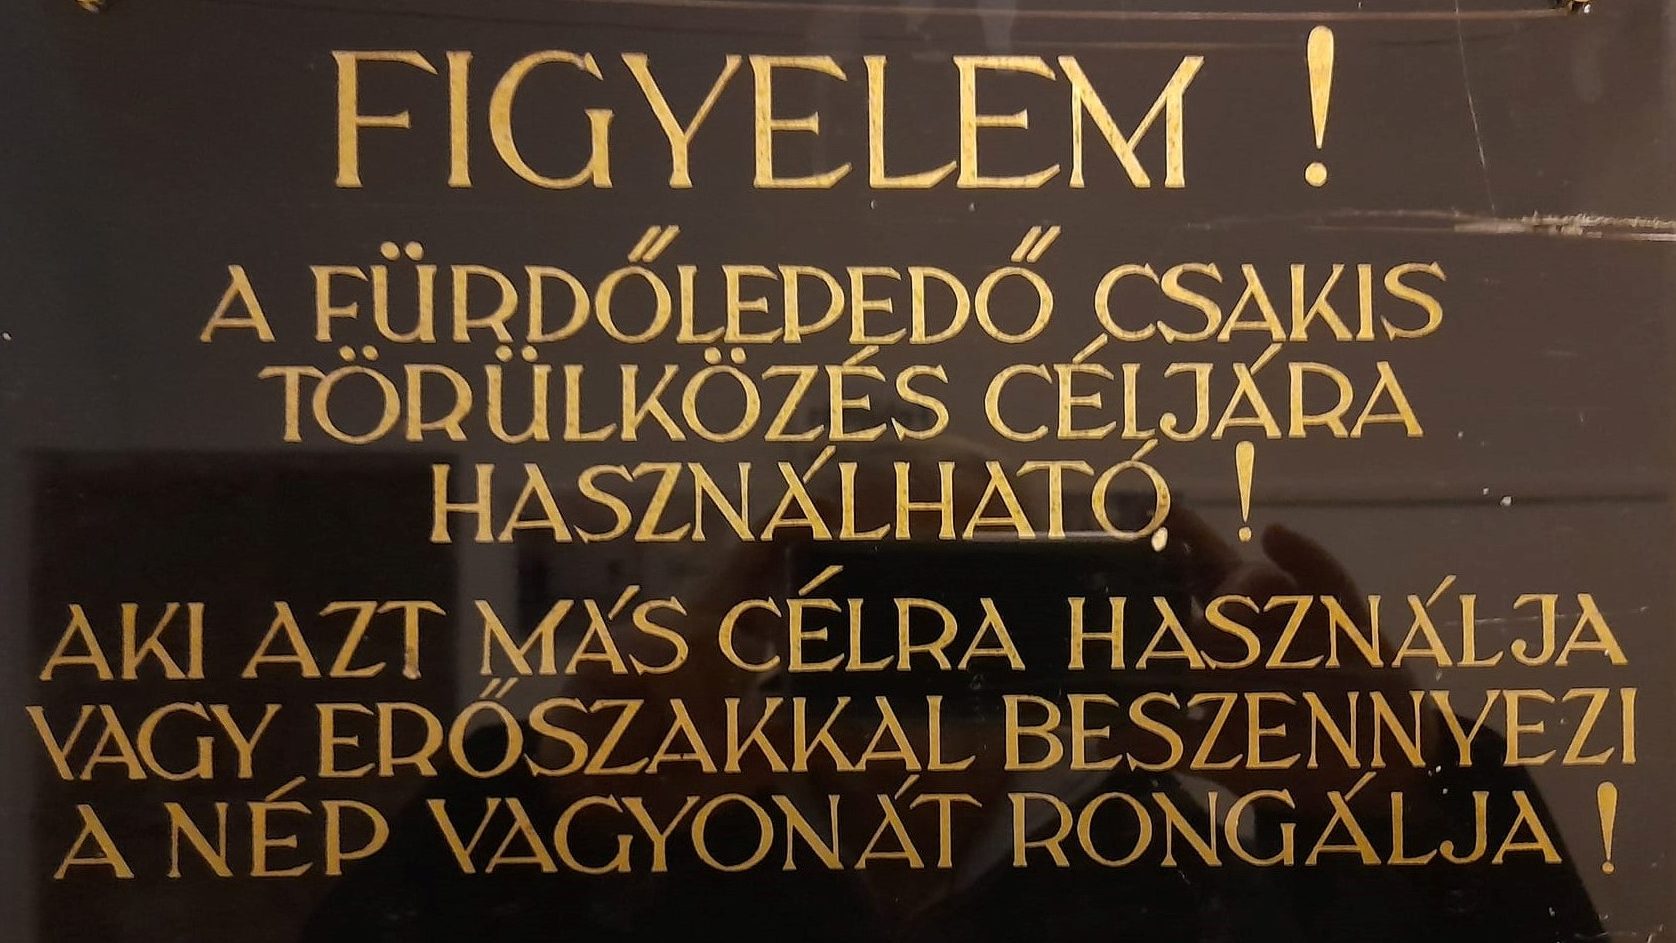 FIGYELEM !
A FÜRDŐLEPEDŐ CSAKIS
TÖRÜLKÖZÉS CÉLJÁRA
HASZNÁLHATÓ !
AKI AZT MÁS CÉLRA HASZNÁLJA
VAGY ERŐSZAKKAL BESZENNYEZI
A NÉP VAGYONÁT RONGÁLJA !